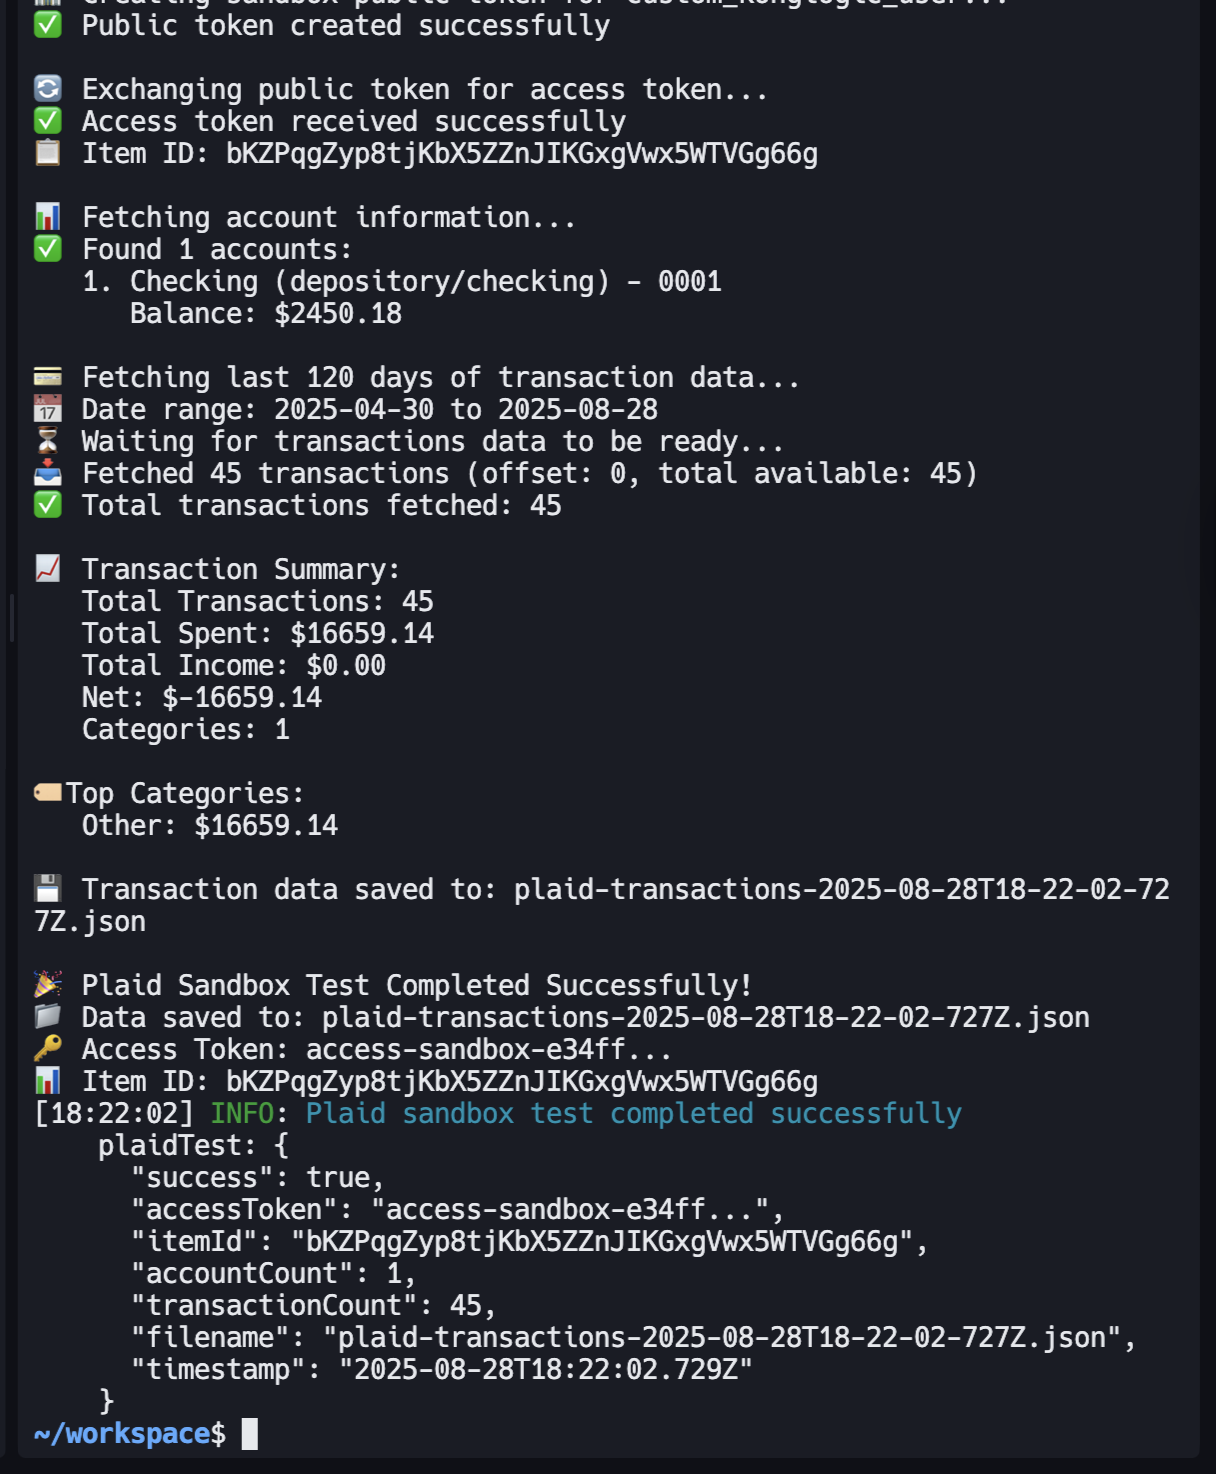 Creating sandbox public token for custom_konglogic_user...
✅ Public token created successfully
🔄 Exchanging public token for access token...
✅ Access token received successfully
📋 Item ID: bKZPqgZyp8tjKbX5ZZnJIKGxgVwx5WTVGg66g
📊 Fetching account information...
✅ Found 1 accounts:
1. Checking (depository/checking) - 0001
Balance: $2450.18
💳 Fetching last 120 days of transaction data...
📅 Date range: 2025-04-30 to 2025-08-28
⏳ Waiting for transactions data to be ready...
📥 Fetched 45 transactions (offset: 0, total available: 45)
✅ Total transactions fetched: 45
📈 Transaction Summary:
Total Transactions: 45
Total Spent: $16659.14
Total Income: $0.00
Net: $-16659.14
Categories: 1
🏷️Top Categories:
Other: $16659.14
💾 Transaction data saved to: plaid-transactions-2025-08-28T18-22-02-72
7Z.json
🎉 Plaid Sandbox Test Completed Successfully!
📁 Data saved to: plaid-transactions-2025-08-28T18-22-02-727Z.json
🔑 Access Token: access-sandbox-e34ff...
📊 Item ID: bKZPqgZyp8tjKbX5ZZnJIKGxgVwx5WTVGg66g
[18:22:02] INFO: Plaid sandbox test completed successfully
plaidTest: {
"success": true,
"accessToken": "access-sandbox-e34ff...",
"itemId": "bKZPqgZyp8tjKbX5ZZnJIKGxgVwx5WTVGg66g",
"accountCount": 1,
"transactionCount": 45,
"filename": "plaid-transactions-2025-08-28T18-22-02-727Z.json",
"timestamp": "2025-08-28T18:22:02.729Z"
}
~/workspace$